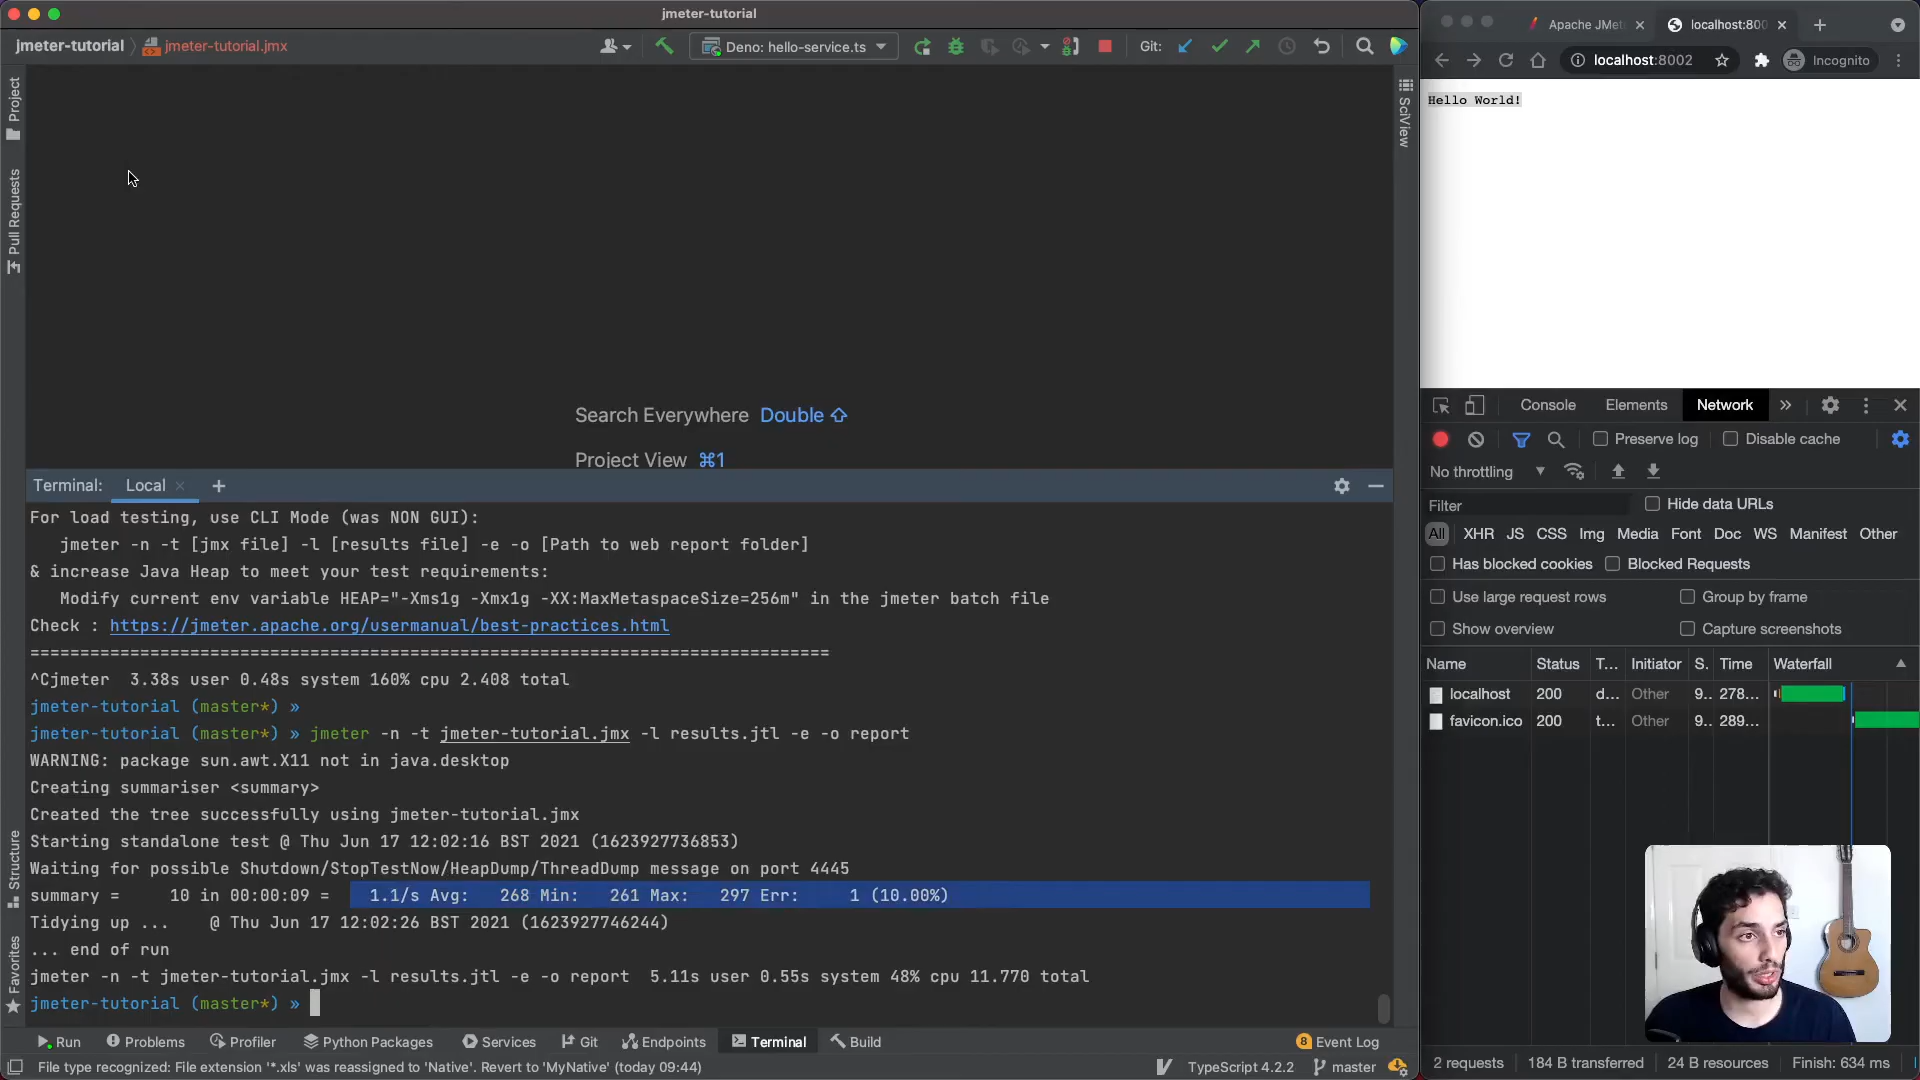 jmeter-tutorial
jmeter-tutorial
jmeter-tutorial.jmx
Deno: hello-service.ts
Git:
Project
Pull Requests
Structure
Favorites
SciView
Search Everywhere Double ⇧
Project View ⌘1
Terminal: Local × +
For load testing, use CLI Mode (was NON GUI):
jmeter -n -t [jmx file] -l [results file] -e -o [Path to web report folder]
& increase Java Heap to meet your test requirements:
Modify current env variable HEAP="-Xms1g -Xmx1g -XX:MaxMetaspaceSize=256m" in the jmeter batch file
Check : https://jmeter.apache.org/usermanual/best-practices.html
================================================================================
^Cjmeter  3.38s user 0.48s system 160% cpu 2.408 total
jmeter-tutorial (master*) »
jmeter-tutorial (master*) » jmeter -n -t jmeter-tutorial.jmx -l results.jtl -e -o report
WARNING: package sun.awt.X11 not in java.desktop
Creating summariser <summary>
Created the tree successfully using jmeter-tutorial.jmx
Starting standalone test @ Thu Jun 17 12:02:16 BST 2021 (1623927736853)
Waiting for possible Shutdown/StopTestNow/HeapDump/ThreadDump message on port 4445
summary =     10 in 00:00:09 =    1.1/s Avg:   268 Min:   261 Max:   297 Err:     1 (10.00%)
Tidying up ...    @ Thu Jun 17 12:02:26 BST 2021 (1623927746244)
... end of run
jmeter -n -t jmeter-tutorial.jmx -l results.jtl -e -o report  5.11s user 0.55s system 48% cpu 11.770 total
jmeter-tutorial (master*) »
Run
Problems
Profiler
Python Packages
Services
Git
Endpoints
Terminal
Build
8 Event Log
File type recognized: File extension '*.xls' was reassigned to 'Native'. Revert to 'MyNative' (today 09:44)
TypeScript 4.2.2
master
Apache JMet
localhost:800
localhost:8002
Incognito
Hello World!
Console
Elements
Network
»
Preserve log
Disable cache
No throttling
Filter
Hide data URLs
All XHR JS CSS Img Media Font Doc WS Manifest Other
Has blocked cookies
Blocked Requests
Use large request rows
Group by frame
Show overview
Capture screenshots
Name Status T... Initiator S.. Time Waterfall
localhost 200 d... Other 9.. 278...
favicon.ico 200 t... Other 9.. 289...
2 requests
184 B transferred
24 B resources
Finish: 634 ms